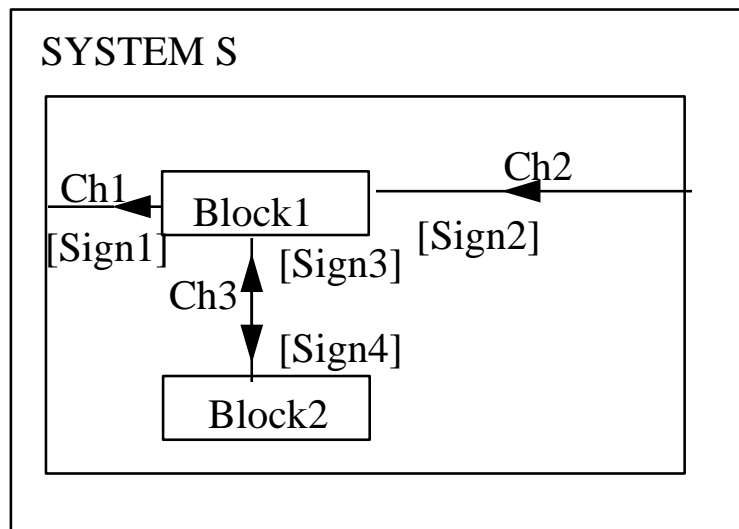 SYSTEM S
Ch1
Ch2
Block1
[Sign1]
[Sign2]
[Sign3]
Ch3
[Sign4]
Block2